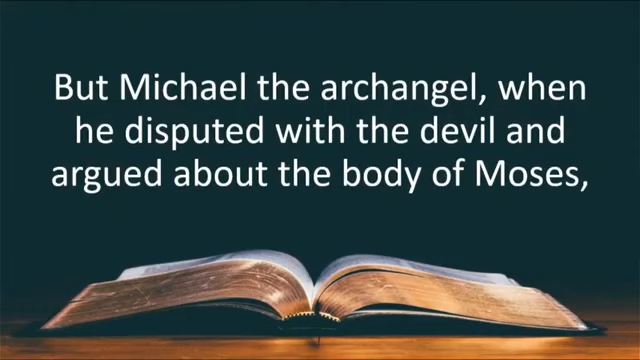 But Michael the archangel, when
he disputed with the devil and
argued about the body of Moses,